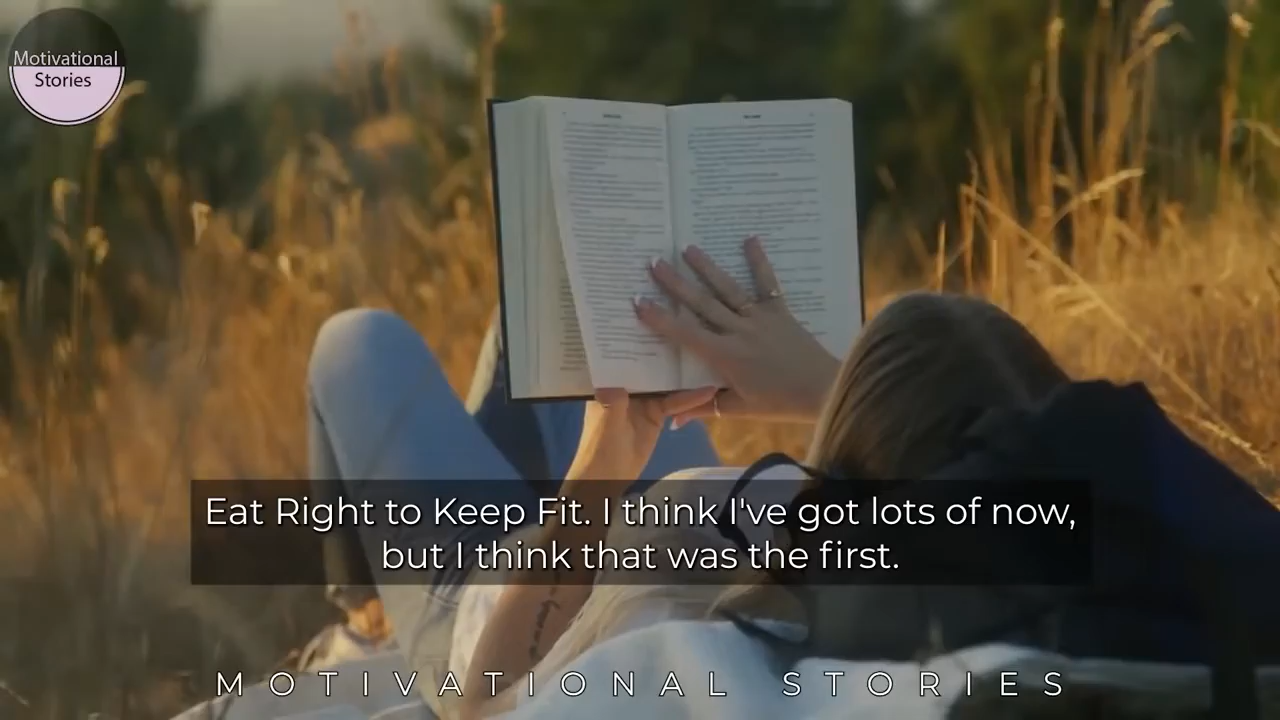 Motivational
Stories
Eat Right to Keep Fit. I think I've got lots of now,
but I think that was the first.
MOTIVATIONAL STORIES